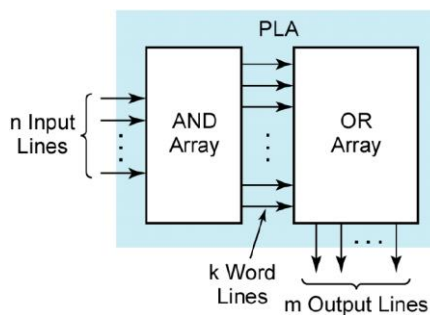 PLA
n Input
Lines
AND
Array
OR
Array
k Word
Lines
m Output Lines